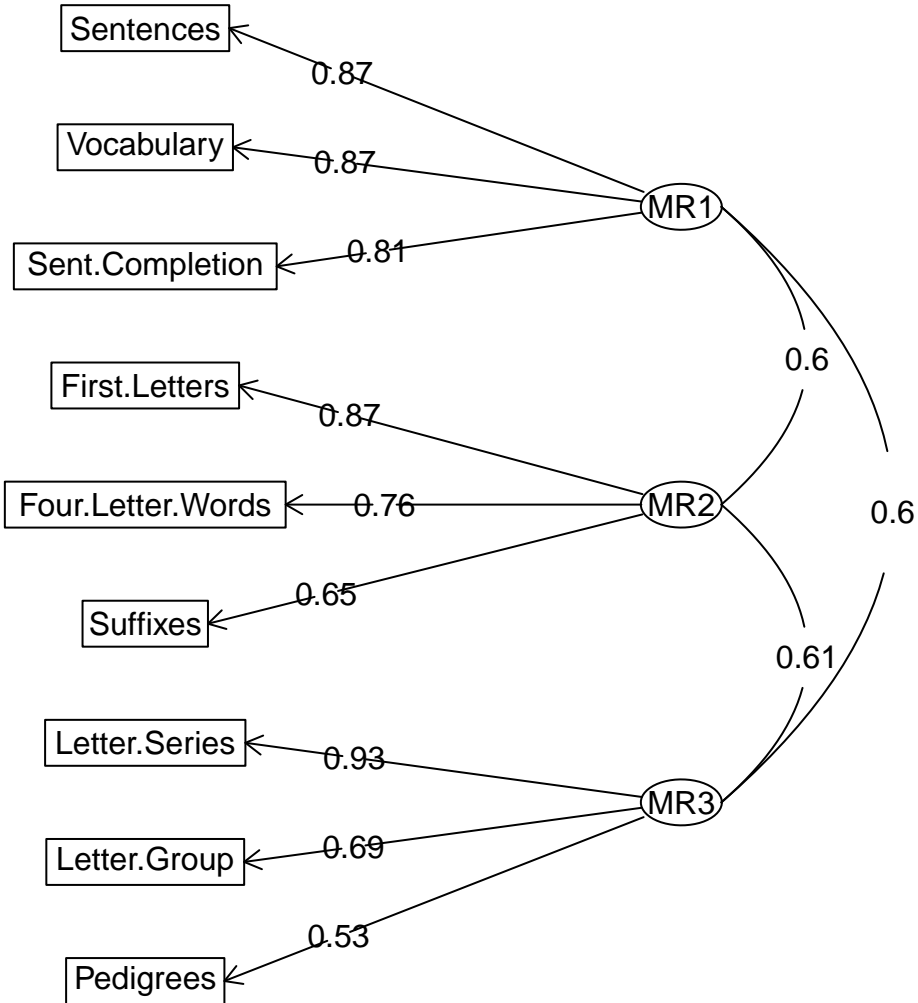 Sentences
0.87
Vocabulary
0.87
MR1
0.81
Sent.Completion
0.6
First.Letters
0.87
Four.Letter.Words
0.76
MR2
0.6
Suffixes
0.65
0.61
Letter.Series
0.93
MR3
Letter.Group
0.69
0.53
Pedigrees